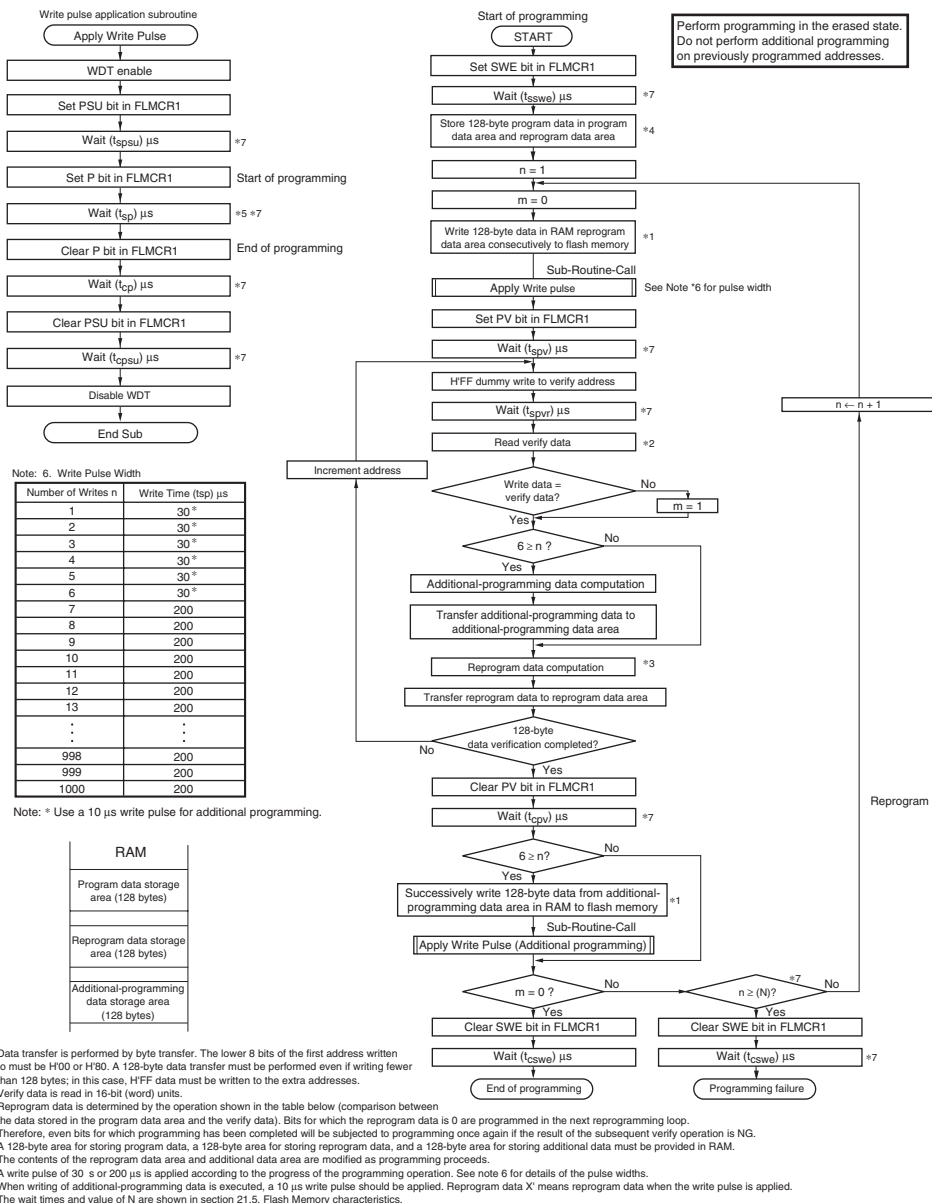 Write pulse application subroutine
Apply Write Pulse
WDT enable
Set PSU bit in FLMCR1
Wait (tspsu) μs
*7
Set P bit in FLMCR1
Start of programming
Wait (tsp) μs
*5 *7
Clear P bit in FLMCR1
End of programming
Wait (tcp) μs
*7
Clear PSU bit in FLMCR1
Wait (tcpsu) μs
*7
Disable WDT
End Sub
Note: 6. Write Pulse Width
Number of Writes n Write Time (tsp) μs
1 30*
2 30*
3 30*
4 30*
5 30*
6 30*
7 200
8 200
9 200
10 200
11 200
12 200
13 200
998 200
999 200
1000 200
Note: * Use a 10 μs write pulse for additional programming.
RAM
Program data storage
area (128 bytes)
Reprogram data storage
area (128 bytes)
Additional-programming
data storage area
(128 bytes)
Start of programming
START
Perform programming in the erased state.
Do not perform additional programming
on previously programmed addresses.
Set SWE bit in FLMCR1
Wait (tsswe) μs
*7
Store 128-byte program data in program
data area and reprogram data area
*4
n = 1
m = 0
Write 128-byte data in RAM reprogram
data area consecutively to flash memory
*1
Sub-Routine-Call
Apply Write pulse
See Note *6 for pulse width
Set PV bit in FLMCR1
Wait (tspv) μs
*7
H'FF dummy write to verify address
Wait (tspvr) μs
*7
n ← n + 1
Read verify data
*2
Increment address
Write data =
verify data?
No
m = 1
Yes
6 ≥ n ?
No
Yes
Additional-programming data computation
Transfer additional-programming data to
additional-programming data area
Reprogram data computation
*3
Transfer reprogram data to reprogram data area
128-byte
data verification completed?
No
Yes
Clear PV bit in FLMCR1
Reprogram
Wait (tcpv) μs
*7
6 ≥ n?
No
Yes
Successively write 128-byte data from additional-
programming data area in RAM to flash memory
*1
Sub-Routine-Call
Apply Write Pulse (Additional programming)
m = 0 ?
No
*7
n ≥ (N)?
No
Yes
Yes
Clear SWE bit in FLMCR1
Clear SWE bit in FLMCR1
Wait (tcswe) μs
Wait (tcswe) μs
*7
End of programming
Programming failure
Data transfer is performed by byte transfer. The lower 8 bits of the first address written
o must be H'00 or H'80. A 128-byte data transfer must be performed even if writing fewer
han 128 bytes; in this case, H'FF data must be written to the extra addresses.
Verify data is read in 16-bit (word) units.
Reprogram data is determined by the operation shown in the table below (comparison between
he data stored in the program data area and the verify data). Bits for which the reprogram data is 0 are programmed in the next reprogramming loop.
Therefore, even bits for which programming has been completed will be subjected to programming once again if the result of the subsequent verify operation is NG.
A 128-byte area for storing program data, a 128-byte area for storing reprogram data, and a 128-byte area for storing additional data must be provided in RAM.
The contents of the reprogram data area and additional data area are modified as programming proceeds.
A write pulse of 30 s or 200 μs is applied according to the progress of the programming operation. See note 6 for details of the pulse widths.
When writing of additional-programming data is executed, a 10 μs write pulse should be applied. Reprogram data X' means reprogram data when the write pulse is applied.
The wait times and value of N are shown in section 21.5, Flash Memory characteristics.